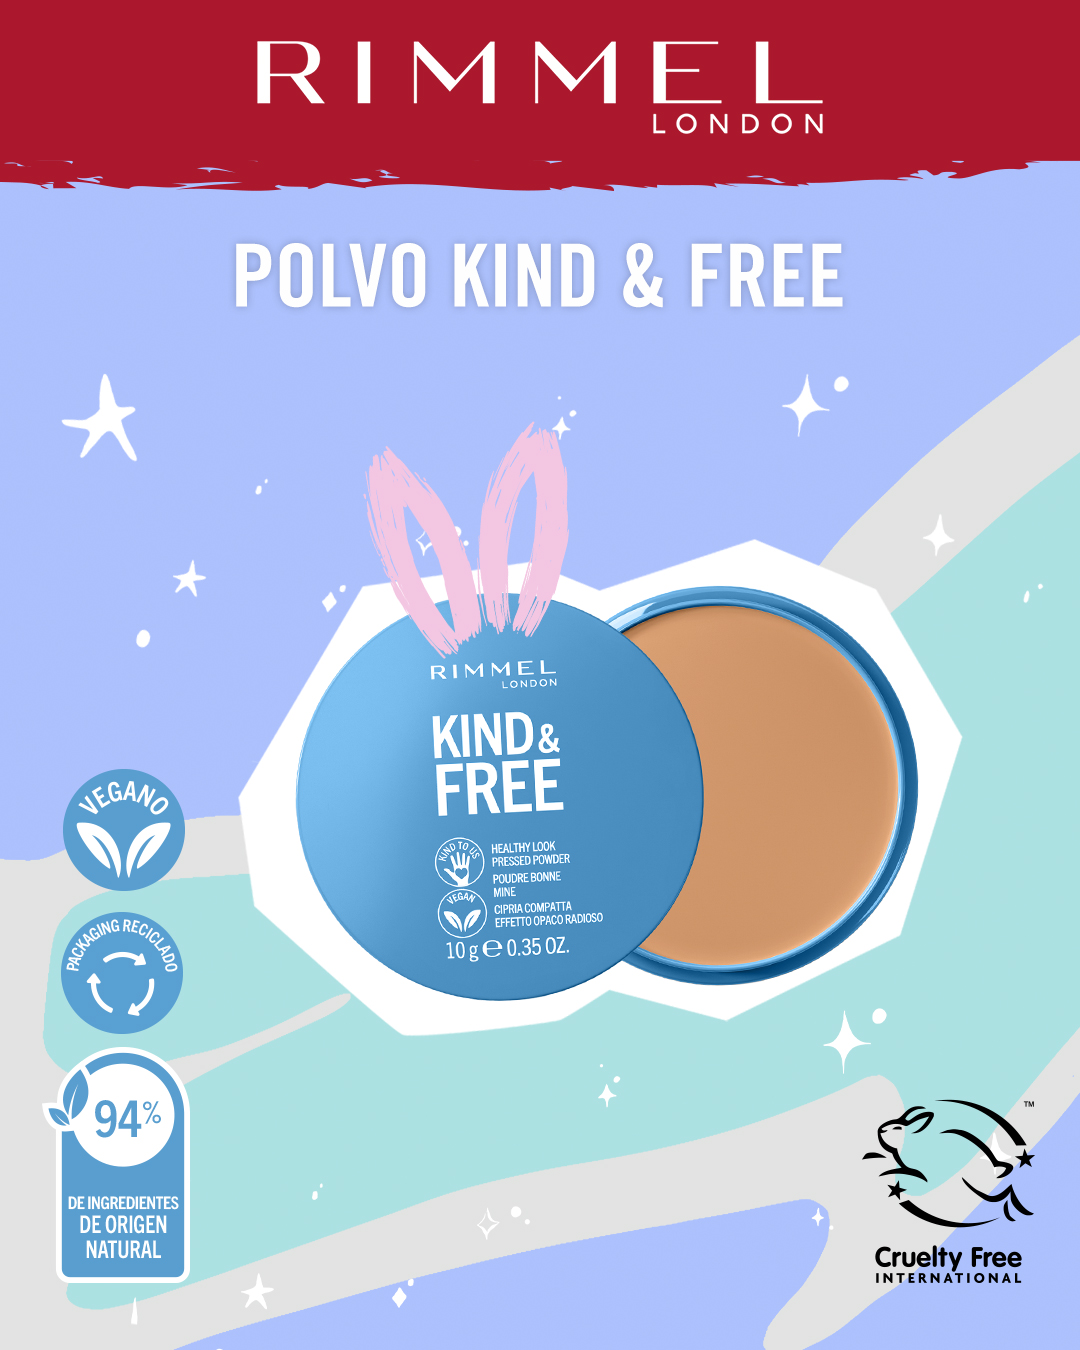 RIMMEL
LONDON
POLVO KIND & FREE
RIMMEL
LONDON
KIND &
FREE
KIND TO US
HEALTHY LOOK
PRESSED POWDER
POUDRE BONNE
MINE
VEGAN
CIPRIA COMPATTA
EFFETTO OPACO RADIOSO
10 g e 0.35 OZ.
VEGANO
PACKAGING RECICLADO
94%
DE INGREDIENTES
DE ORIGEN
NATURAL
TM
Cruelty Free
INTERNATIONAL